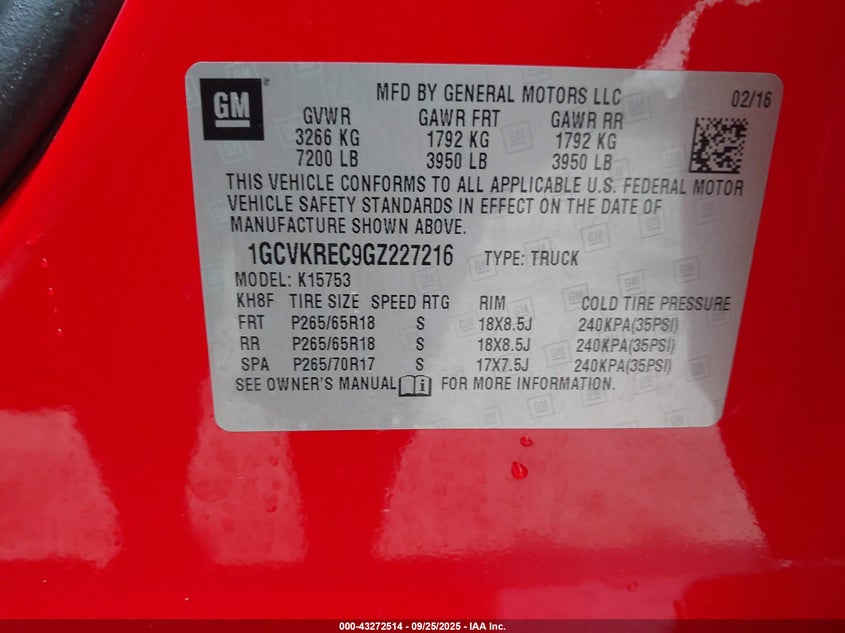 GM ®
MFD BY GENERAL MOTORS LLC 02/16
GVWR GAWR FRT GAWR RR
3266 KG 1792 KG 1792 KG
7200 LB 3950 LB 3950 LB
THIS VEHICLE CONFORMS TO ALL APPLICABLE U.S. FEDERAL MOTOR
VEHICLE SAFETY STANDARDS IN EFFECT ON THE DATE OF
MANUFACTURE SHOWN ABOVE.
1GCVKREC9GZ227216 TYPE: TRUCK
MODEL: K15753
KH8F TIRE SIZE SPEED RTG RIM COLD TIRE PRESSURE
FRT P265/65R18 S 18X8.5J 240KPA(35PSI)
RR P265/65R18 S 18X8.5J 240KPA(35PSI)
SPA P265/70R17 S 17X7.5J 240KPA(35PSI)
SEE OWNER'S MANUAL i FOR MORE INFORMATION.
000-43272514 - 09/25/2025 - IAA Inc.